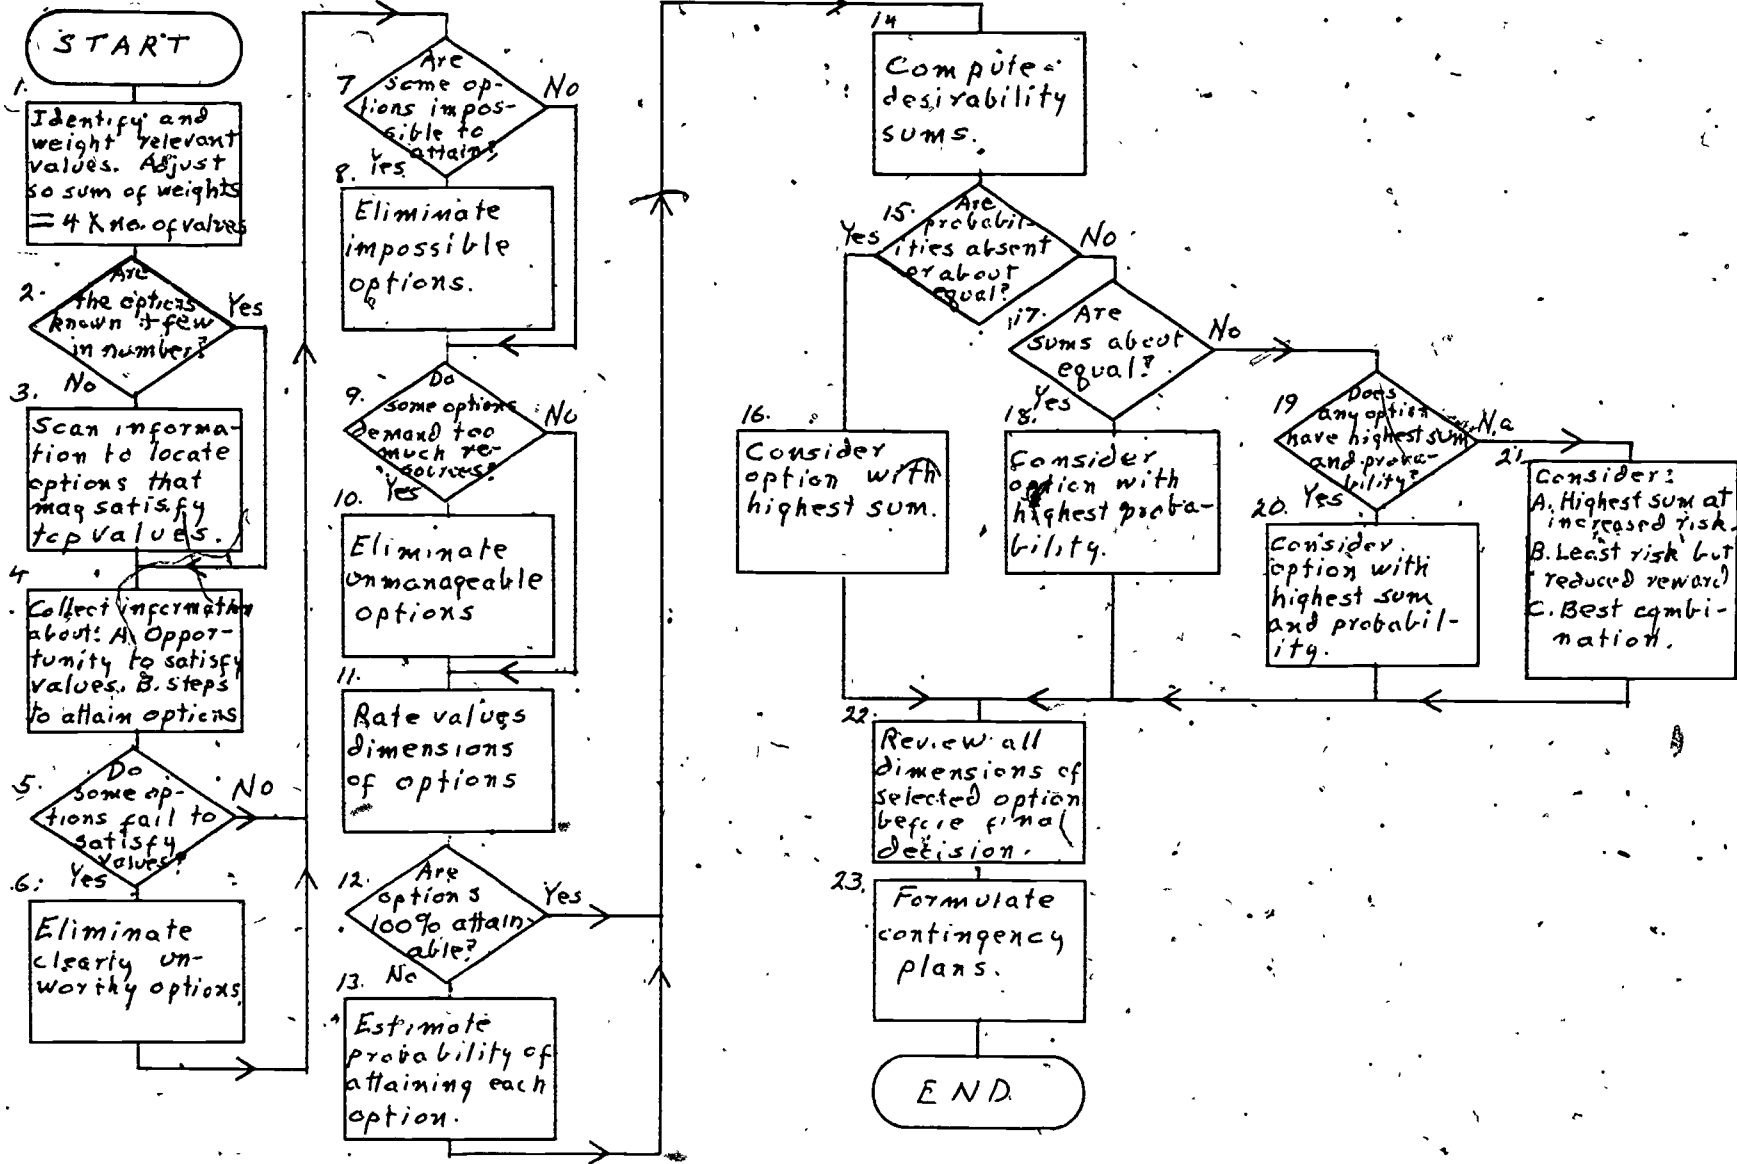 START
1.
Identify and
weight relevant
values. Adjust
so sum of weights
= 4 X no. of values
2.
Are
the options
known + few
in number?
Yes
No
3.
Scan informa-
tion to locate
options that
may satisfy
top values.
4
Collect information
about: A. Oppor-
tunity to satisfy
values. B. Steps
to attain options
5.
Do
some op-
tions fail to
satisfy
values?
No
Yes
6.
Eliminate
clearly un-
worthy options.
7
Are
some op-
tions impos-
sible to
attain?
No
Yes
8.
Eliminate
impossible
options.
9.
Do
some options
demand too
much re-
sources?
No
Yes
10.
Eliminate
unmanageable
options
11.
Rate values
dimensions
of options
12.
Are
options
100% attain-
able?
Yes
No
13.
Estimate
probability of
attaining each
option.
14
Compute
desirability
sums.
15.
Are
probabil-
ities absent
or about
equal?
Yes
No
16.
Consider
option with
highest sum.
17.
Are
sums about
equal?
No
Yes
18.
Consider
option with
highest proba-
bility.
19
Does
any option
have highest sum
and proba-
bility?
No
Yes
20.
Consider
option with
highest sum
and probabil-
ity.
21.
Consider:
A. Highest sum at
increased risk.
B. Least risk but
reduced reward
C. Best combi-
nation.
22.
Review all
dimensions of
selected option
before final
decision.
23.
Formulate
contingency
plans.
END